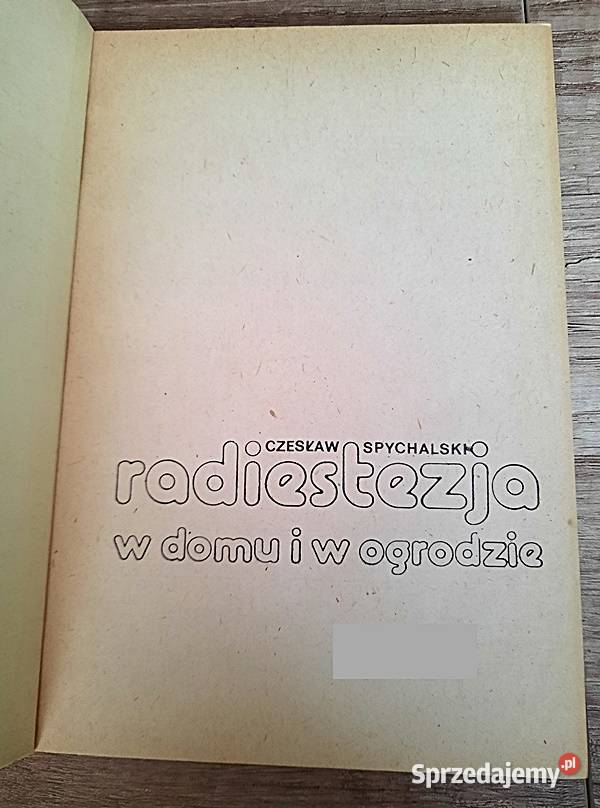 CZESŁAW SPYCHALSKI
radiestezja
w domu i w ogrodzie
Sprzedajemy.pl